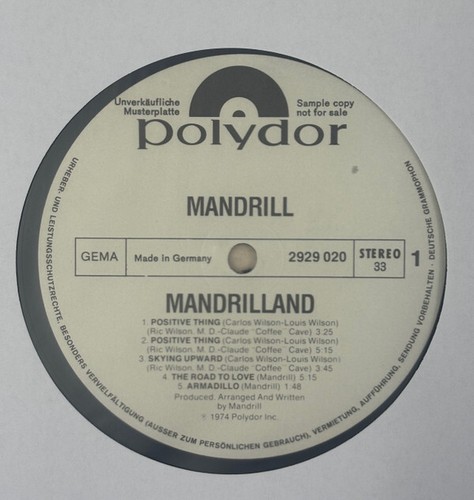 Unverkäufliche
Musterplatte
Sample copy
not for sale
polydor
MANDRILL
GEMA
Made in Germany
2929 020
STEREO
33
1
MANDRILLAND
1. POSITIVE THING (Carlos Wilson-Louis Wilson)
(Ric Wilson, M. D.-Claude "Coffee" Cave) 3:25
2. POSITIVE THING (Carlos Wilson-Louis Wilson)
(Ric Wilson, M. D.-Claude "Coffee" Cave) 5:15
3. SKYING UPWARD (Carlos Wilson-Louis Wilson)
(Ric Wilson, M. D.-Claude "Coffee" Cave) 3:45
4. THE ROAD TO LOVE (Mandrill) 5:15
5. ARMADILLO (Mandrill) 1:48
Produced, Arranged And Written
by Mandrill
℗ 1974 Polydor Inc.
URHEBER- UND LEISTUNGSSCHUTZRECHTE, BESONDERS VERVIELFÄLTIGUNG (AUSSER ZUM PERSÖNLICHEN GEBRAUCH), VERMIETUNG, AUFFÜHRUNG, SENDUNG VORBEHALTEN · DEUTSCHE GRAMMOPHON